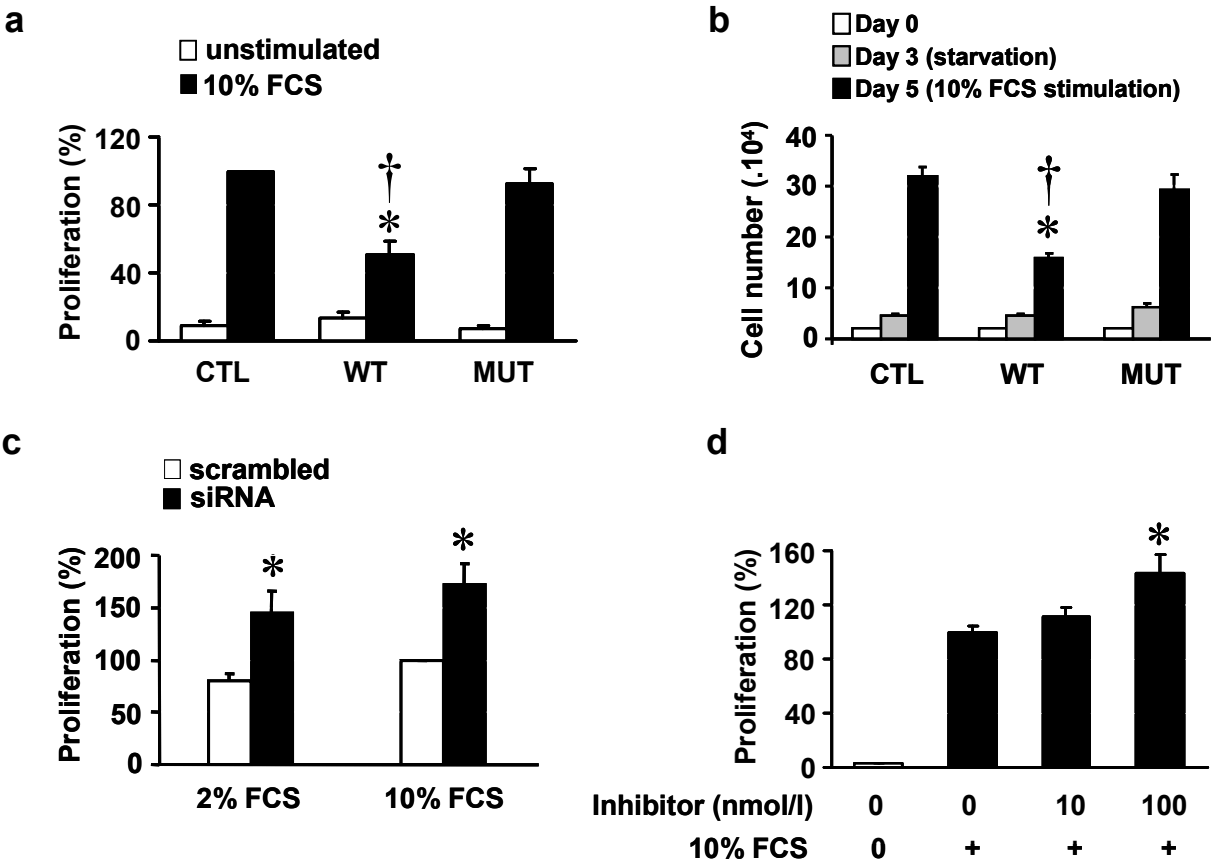 a
unstimulated
10% FCS
Proliferation (%)
120
80
40
0
†
*
CTL WT MUT
b
Day 0
Day 3 (starvation)
Day 5 (10% FCS stimulation)
Cell number (.10⁴)
40
30
20
10
0
†
*
CTL WT MUT
c
scrambled
siRNA
Proliferation (%)
200
150
100
50
0
* *
2% FCS 10% FCS
d
Proliferation (%)
160
120
80
40
0
*
Inhibitor (nmol/l) 0 0 10 100
10% FCS 0 + + +